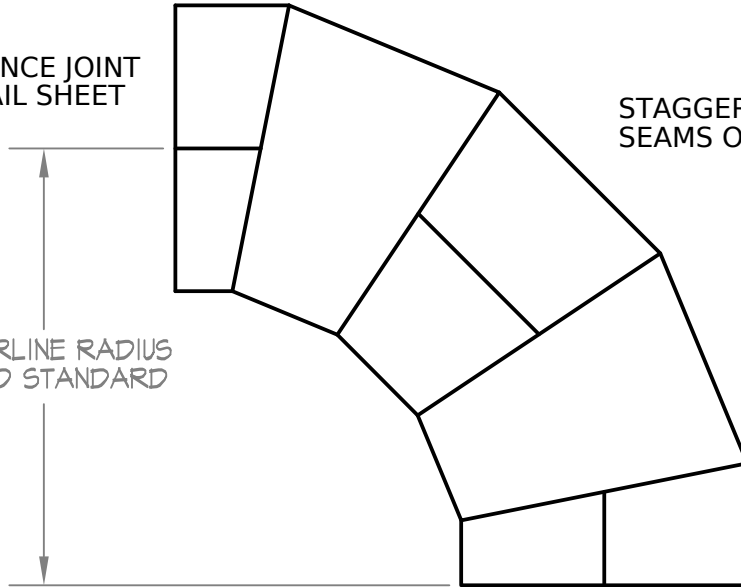 NCE JOINT
AIL SHEET
STAGGER
SEAMS O
RLINE RADIUS
D STANDARD